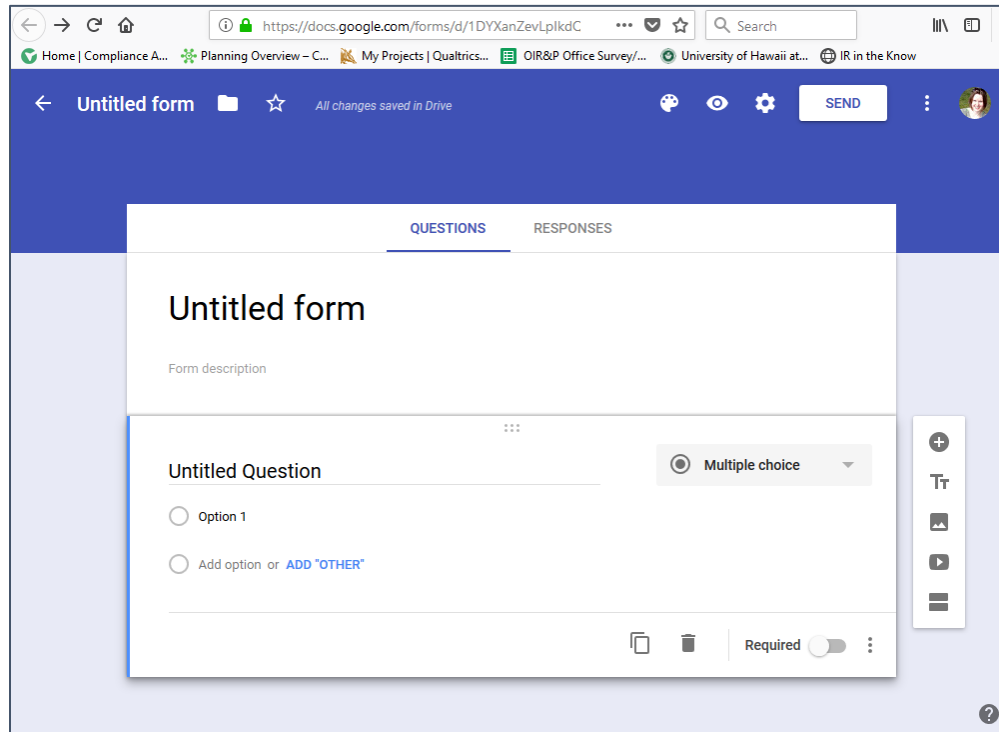 https://docs.google.com/forms/d/1DYXanZevLpIkdC
Search
Home | Compliance A... Planning Overview – C... My Projects | Qualtrics... OIR&P Office Survey/... University of Hawaii at... IR in the Know
Untitled form All changes saved in Drive SEND
QUESTIONS RESPONSES
Untitled form
Form description
Untitled Question Multiple choice
Option 1
Add option or ADD "OTHER"
Required